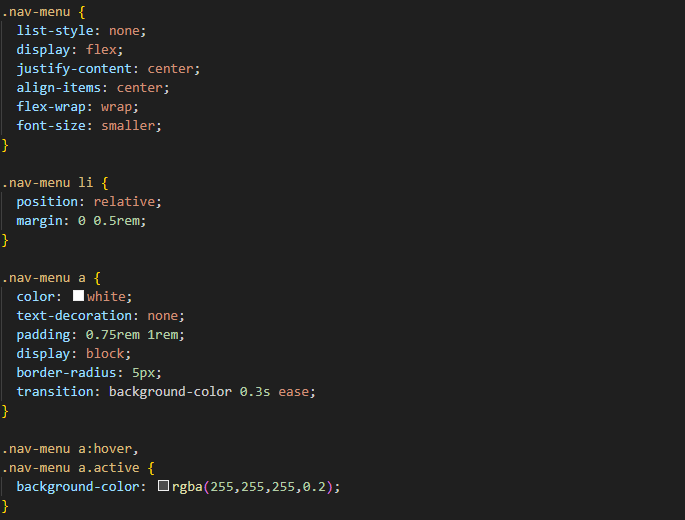 .nav-menu {
  list-style: none;
  display: flex;
  justify-content: center;
  align-items: center;
  flex-wrap: wrap;
  font-size: smaller;
}

.nav-menu li {
  position: relative;
  margin: 0 0.5rem;
}

.nav-menu a {
  color: white;
  text-decoration: none;
  padding: 0.75rem 1rem;
  display: block;
  border-radius: 5px;
  transition: background-color 0.3s ease;
}

.nav-menu a:hover,
.nav-menu a.active {
  background-color: rgba(255,255,255,0.2);
}